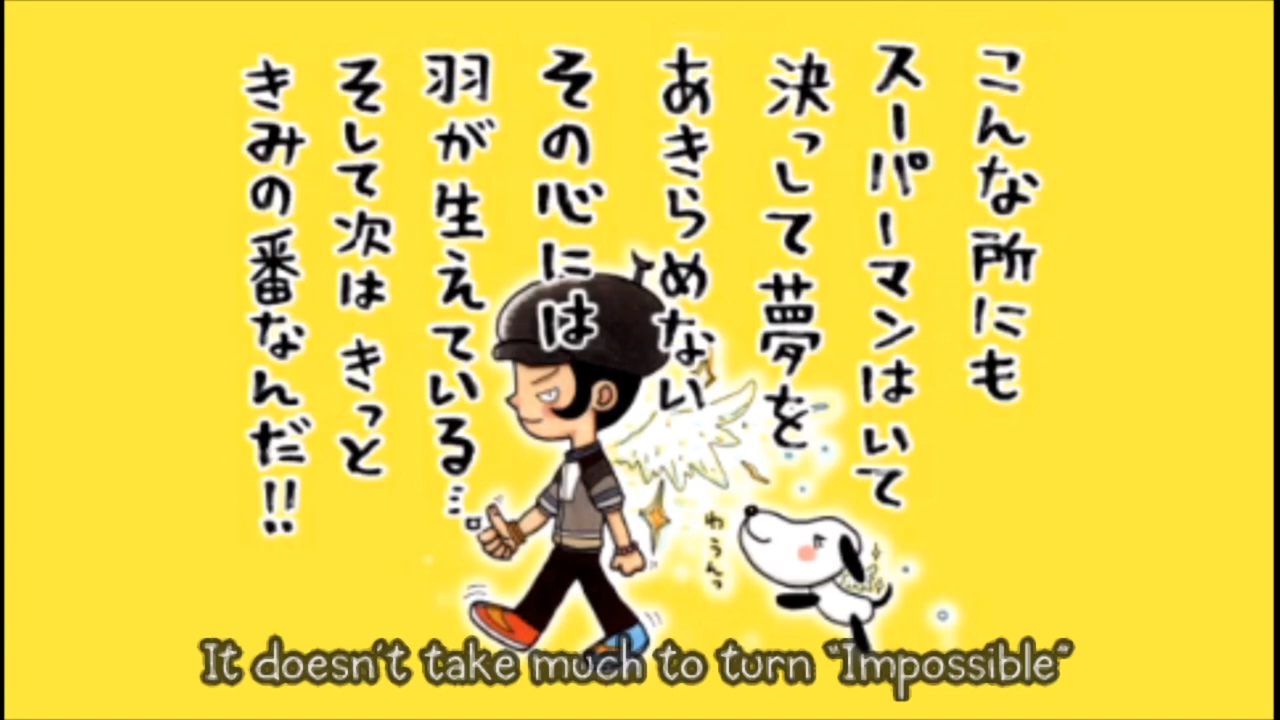 こんな所にも
スーパーマンはいて
決っして夢を
あきらめない
その心には
羽が生えている…
そして次は きっと
きみの番なんだ!!
わうんっ
It doesn't take much to turn "Impossible"